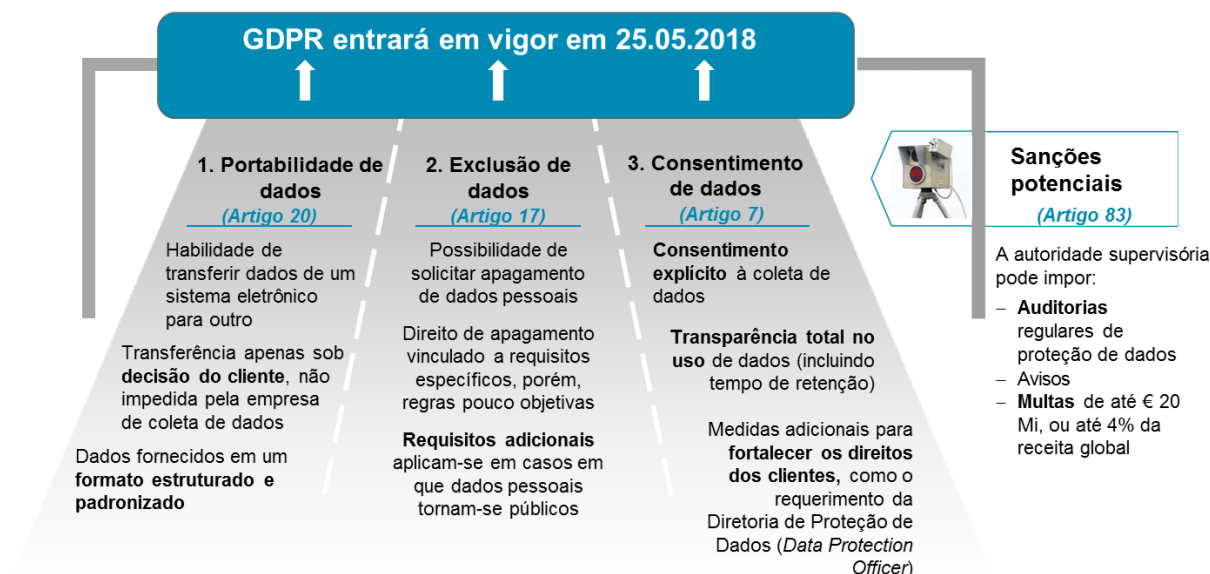 GDPR entrará em vigor em 25.05.2018
1. Portabilidade de
dados
(Artigo 20)
Habilidade de
transferir dados de um
sistema eletrônico
para outro
Transferência apenas sob
decisão do cliente, não
impedida pela empresa
de coleta de dados
Dados fornecidos em um
formato estruturado e
padronizado
2. Exclusão de
dados
(Artigo 17)
Possibilidade de
solicitar apagamento
de dados pessoais
Direito de apagamento
vinculado a requisitos
específicos, porém,
regras pouco objetivas
Requisitos adicionais
aplicam-se em casos em
que dados pessoais
tornam-se públicos
3. Consentimento
de dados
(Artigo 7)
Consentimento
explícito à coleta de
dados
Transparência total no
uso de dados (incluindo
tempo de retenção)
Medidas adicionais para
fortalecer os direitos
dos clientes, como o
requerimento da
Diretoria de Proteção de
Dados (Data Protection
Officer)
Sanções
potenciais
(Artigo 83)
A autoridade supervisória
pode impor:
– Auditorias
regulares de
proteção de dados
– Avisos
– Multas de até € 20
Mi, ou até 4% da
receita global